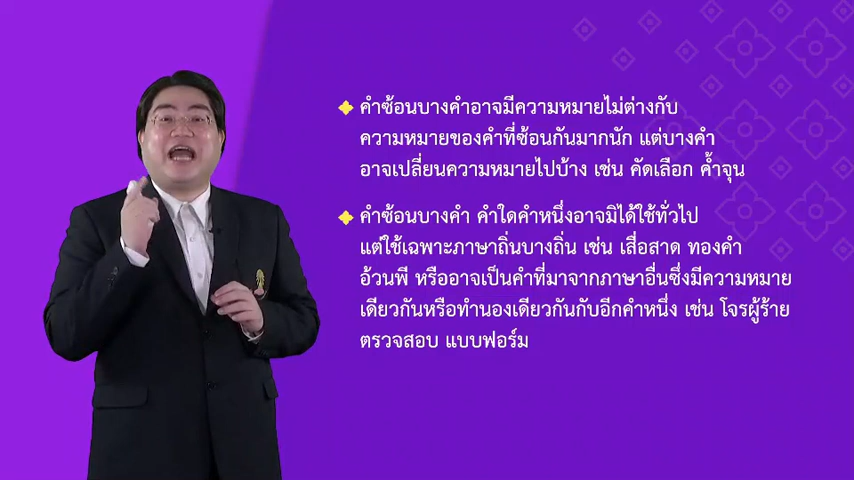 คำซ้อนบางคำอาจมีความหมายไม่ต่างกับ
ความหมายของคำที่ซ้อนกันมากนัก แต่บางคำ
อาจเปลี่ยนความหมายไปบ้าง เช่น คัดเลือก ค้ำจุน
คำซ้อนบางคำ คำใดคำหนึ่งอาจมิได้ใช้ทั่วไป
แต่ใช้เฉพาะภาษาถิ่นบางถิ่น เช่น เสื่อสาด ทองคำ
อ้วนพี หรืออาจเป็นคำที่มาจากภาษาอื่นซึ่งมีความหมาย
เดียวกันหรือทำนองเดียวกันกับอีกคำหนึ่ง เช่น โจรผู้ร้าย
ตรวจสอบ แบบฟอร์ม